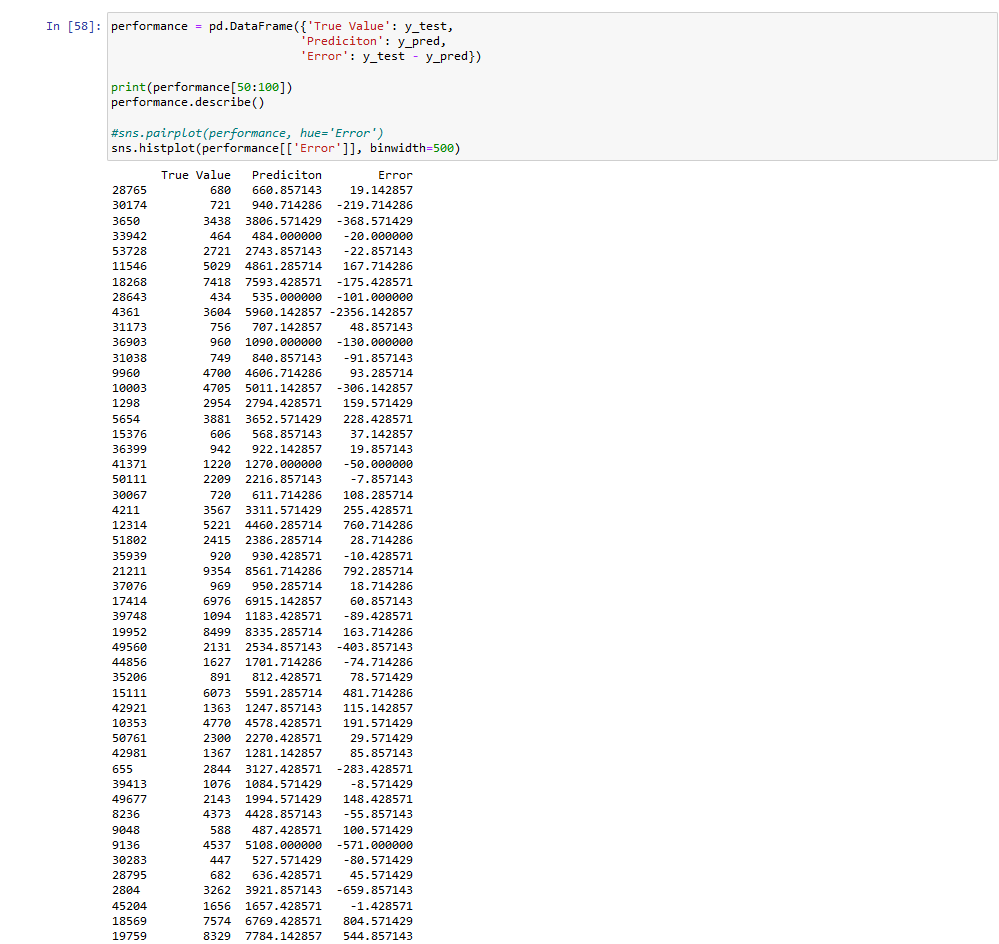 In [58]: performance = pd.DataFrame({'True Value': y_test,
'Prediciton': y_pred,
'Error': y_test - y_pred})
print(performance[50:100])
performance.describe()
#sns.pairplot(performance, hue='Error')
sns.histplot(performance[['Error']], binwidth=500)
True Value Prediciton Error
28765 680 660.857143 19.142857
30174 721 940.714286 -219.714286
3650 3438 3806.571429 -368.571429
33942 464 484.000000 -20.000000
53728 2721 2743.857143 -22.857143
11546 5029 4861.285714 167.714286
18268 7418 7593.428571 -175.428571
28643 434 535.000000 -101.000000
4361 3604 5960.142857 -2356.142857
31173 756 707.142857 48.857143
36903 960 1090.000000 -130.000000
31038 749 840.857143 -91.857143
9960 4700 4606.714286 93.285714
10003 4705 5011.142857 -306.142857
1298 2954 2794.428571 159.571429
5654 3881 3652.571429 228.428571
15376 606 568.857143 37.142857
36399 942 922.142857 19.857143
41371 1220 1270.000000 -50.000000
50111 2209 2216.857143 -7.857143
30067 720 611.714286 108.285714
4211 3567 3311.571429 255.428571
12314 5221 4460.285714 760.714286
51802 2415 2386.285714 28.714286
35939 920 930.428571 -10.428571
21211 9354 8561.714286 792.285714
37076 969 950.285714 18.714286
17414 6976 6915.142857 60.857143
39748 1094 1183.428571 -89.428571
19952 8499 8335.285714 163.714286
49560 2131 2534.857143 -403.857143
44856 1627 1701.714286 -74.714286
35206 891 812.428571 78.571429
15111 6073 5591.285714 481.714286
42921 1363 1247.857143 115.142857
10353 4770 4578.428571 191.571429
50761 2300 2270.428571 29.571429
42981 1367 1281.142857 85.857143
655 2844 3127.428571 -283.428571
39413 1076 1084.571429 -8.571429
49677 2143 1994.571429 148.428571
8236 4373 4428.857143 -55.857143
9048 588 487.428571 100.571429
9136 4537 5108.000000 -571.000000
30283 447 527.571429 -80.571429
28795 682 636.428571 45.571429
2804 3262 3921.857143 -659.857143
45204 1656 1657.428571 -1.428571
18569 7574 6769.428571 804.571429
19759 8329 7784.142857 544.857143